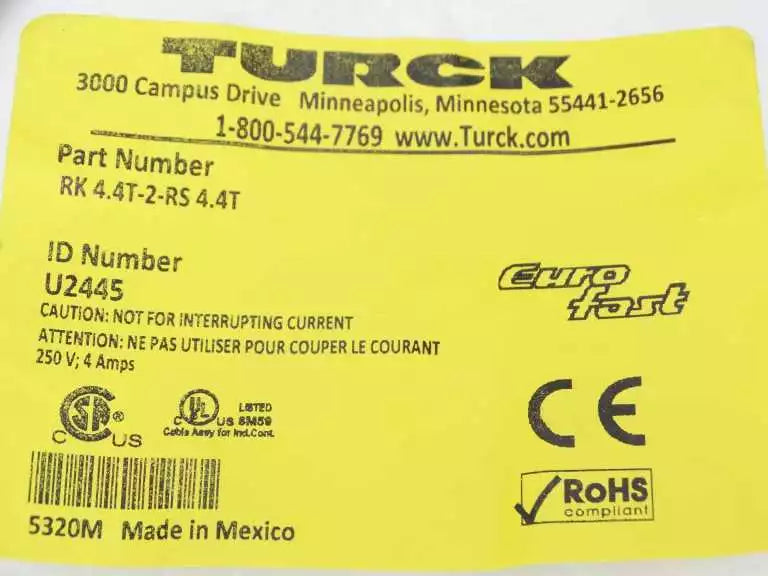 TURCK
3000 Campus Drive Minneapolis, Minnesota 55441-2656
1-800-544-7769 www.Turck.com
Part Number
RK 4.4T-2-RS 4.4T
ID Number
U2445
CAUTION: NOT FOR INTERRUPTING CURRENT
ATTENTION: NE PAS UTILISER POUR COUPER LE COURANT
250 V; 4 Amps
Euro
fast
C SA ® US
C UL US LISTED 8M59
Cable Assy for Ind.Cont.
CE
RoHS
compliant
5320M Made in Mexico